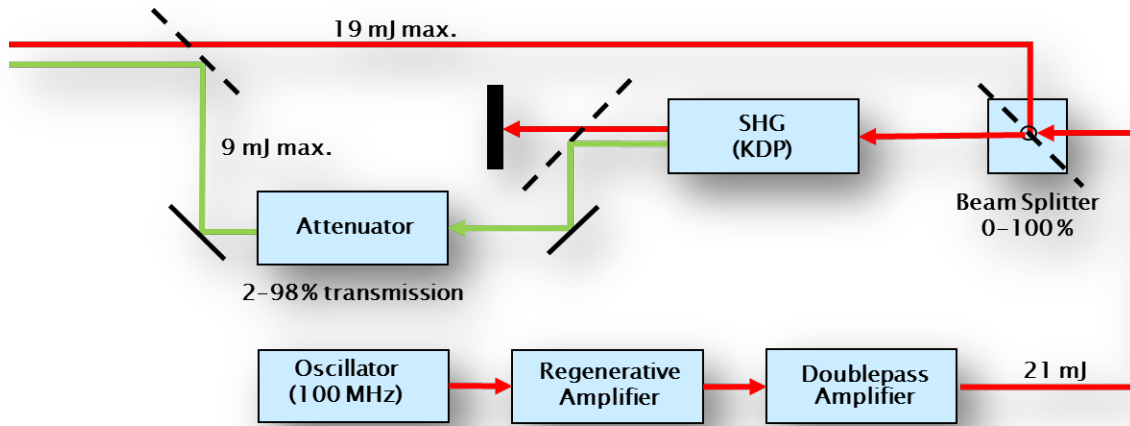 19 mJ max.
SHG
(KDP)
9 mJ max.
Beam Splitter
0-100%
Attenuator
2-98% transmission
Oscillator
(100 MHz)
Regenerative
Amplifier
Doublepass
Amplifier
21 mJ